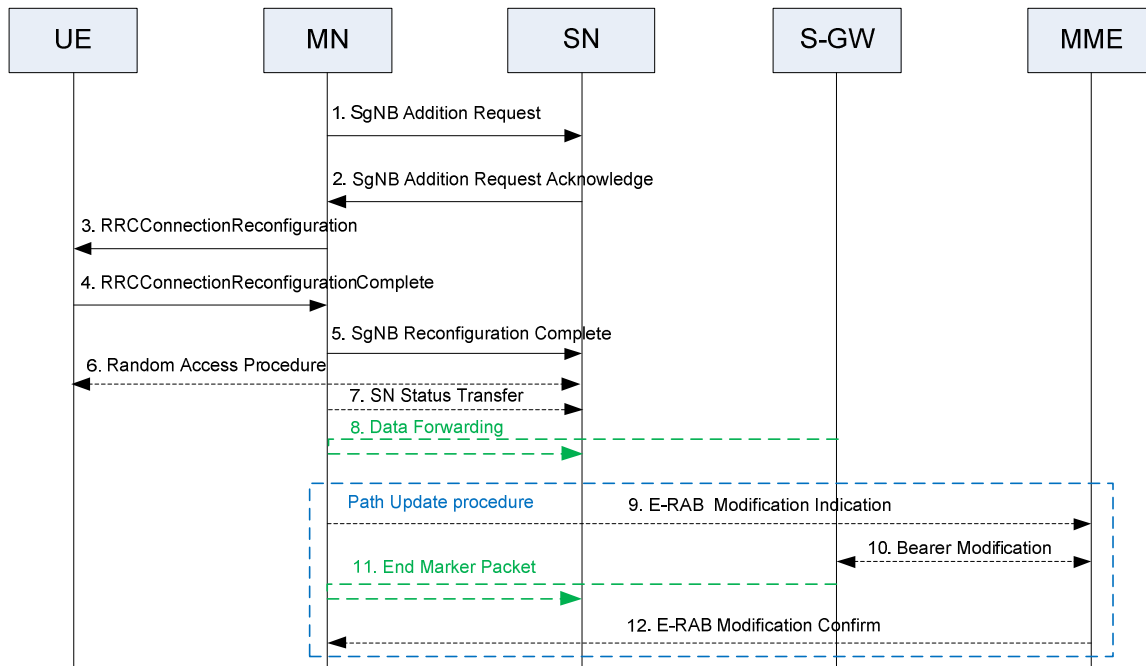 UE
MN
SN
S-GW
MME
1. SgNB Addition Request
2. SgNB Addition Request Acknowledge
3. RRCConnectionReconfiguration
4. RRCConnectionReconfigurationComplete
5. SgNB Reconfiguration Complete
6. Random Access Procedure
7. SN Status Transfer
8. Data Forwarding
Path Update procedure
9. E-RAB Modification Indication
10. Bearer Modification
11. End Marker Packet
12. E-RAB Modification Confirm